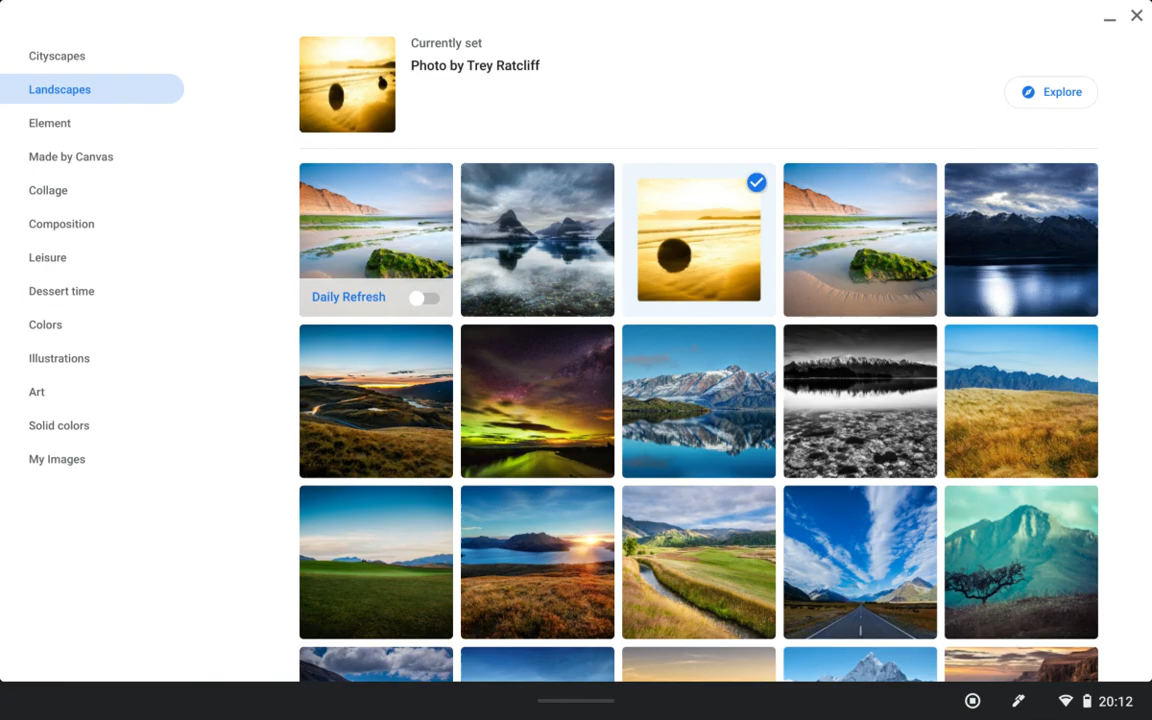 Cityscapes
Landscapes
Element
Made by Canvas
Collage
Composition
Leisure
Dessert time
Colors
Illustrations
Art
Solid colors
My Images
Currently set
Photo by Trey Ratcliff
Explore
Daily Refresh
20:12